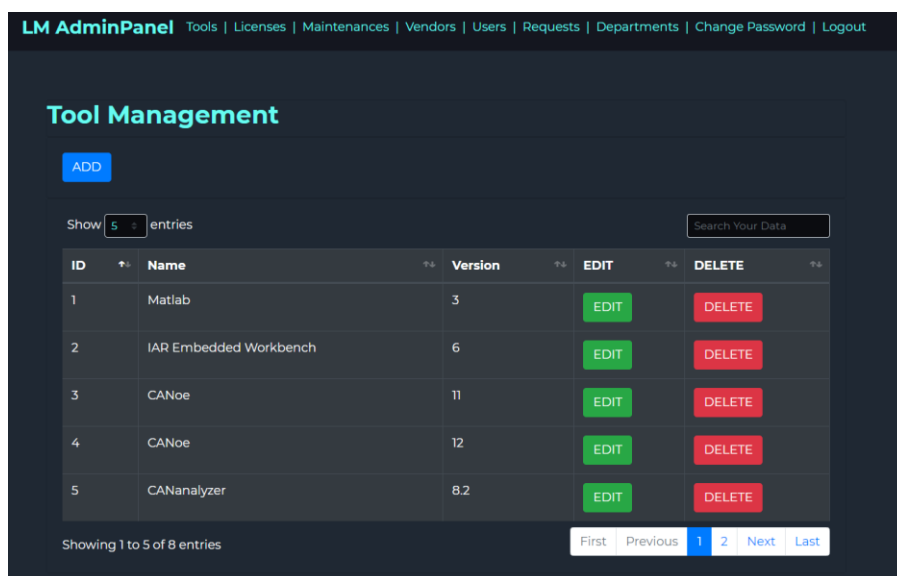 LM AdminPanel Tools | Licenses | Maintenances | Vendors | Users | Requests | Departments | Change Password | Logout
Tool Management
ADD
Show 5 entries Search Your Data
ID Name Version EDIT DELETE
1 Matlab 3 EDIT DELETE
2 IAR Embedded Workbench 6 EDIT DELETE
3 CANoe 11 EDIT DELETE
4 CANoe 12 EDIT DELETE
5 CANanalyzer 8.2 EDIT DELETE
Showing 1 to 5 of 8 entries First Previous 1 2 Next Last